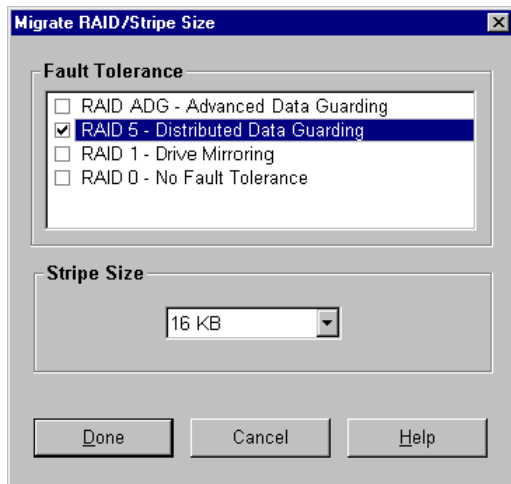 Migrate RAID/Stripe Size
Fault Tolerance
RAID ADG - Advanced Data Guarding
RAID 5 - Distributed Data Guarding
RAID 1 - Drive Mirroring
RAID 0 - No Fault Tolerance
Stripe Size
16 KB
Done Cancel Help